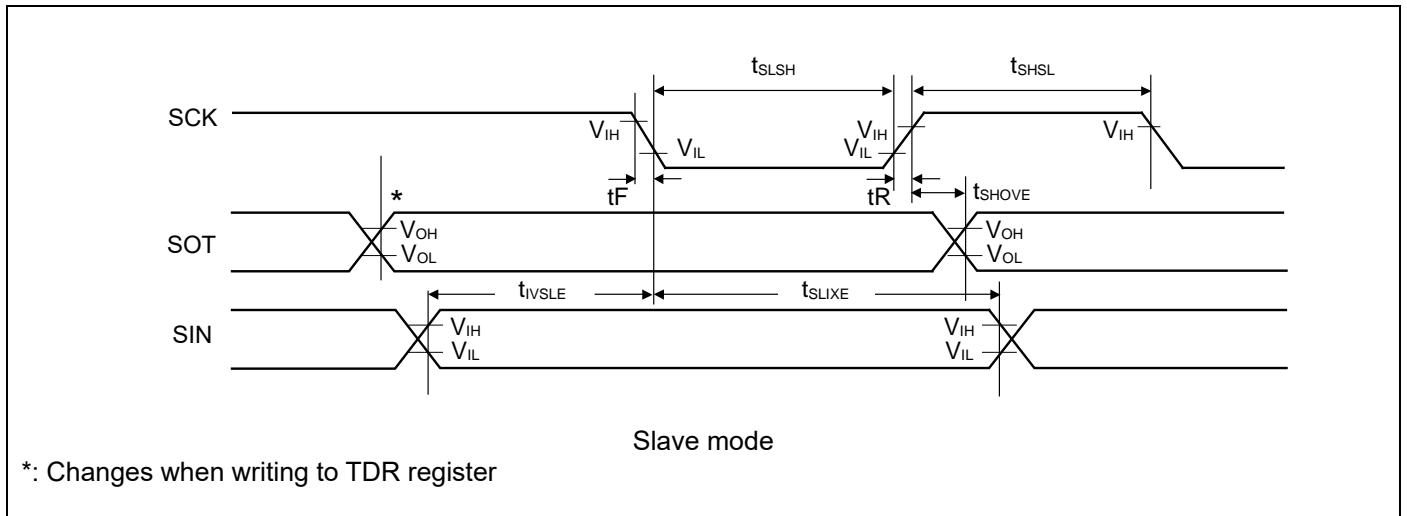 tSLSH tSHSL
SCK
VIH VIL VIL VIH VIH
tF tR tSHOVE
*
SOT
VOH VOH
VOL VOL
tIVSLE tSLIXE
SIN
VIH VIH
VIL VIL
Slave mode
*: Changes when writing to TDR register